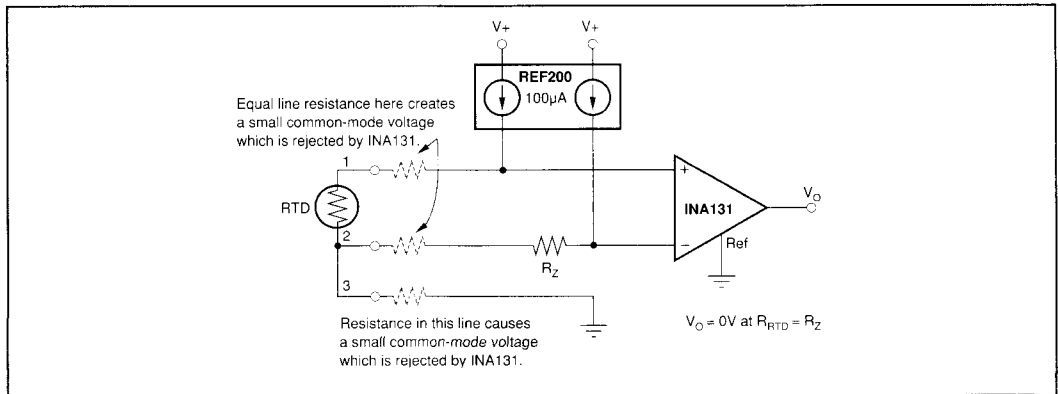 V+ V+
REF200
100µA
Equal line resistance here creates
a small common-mode voltage
which is rejected by INA131.
1
RTD
2
3
R_Z
+
INA131
−
Ref
V_O
Resistance in this line causes
a small common-mode voltage
which is rejected by INA131.
V_O = 0V at R_RTD = R_Z